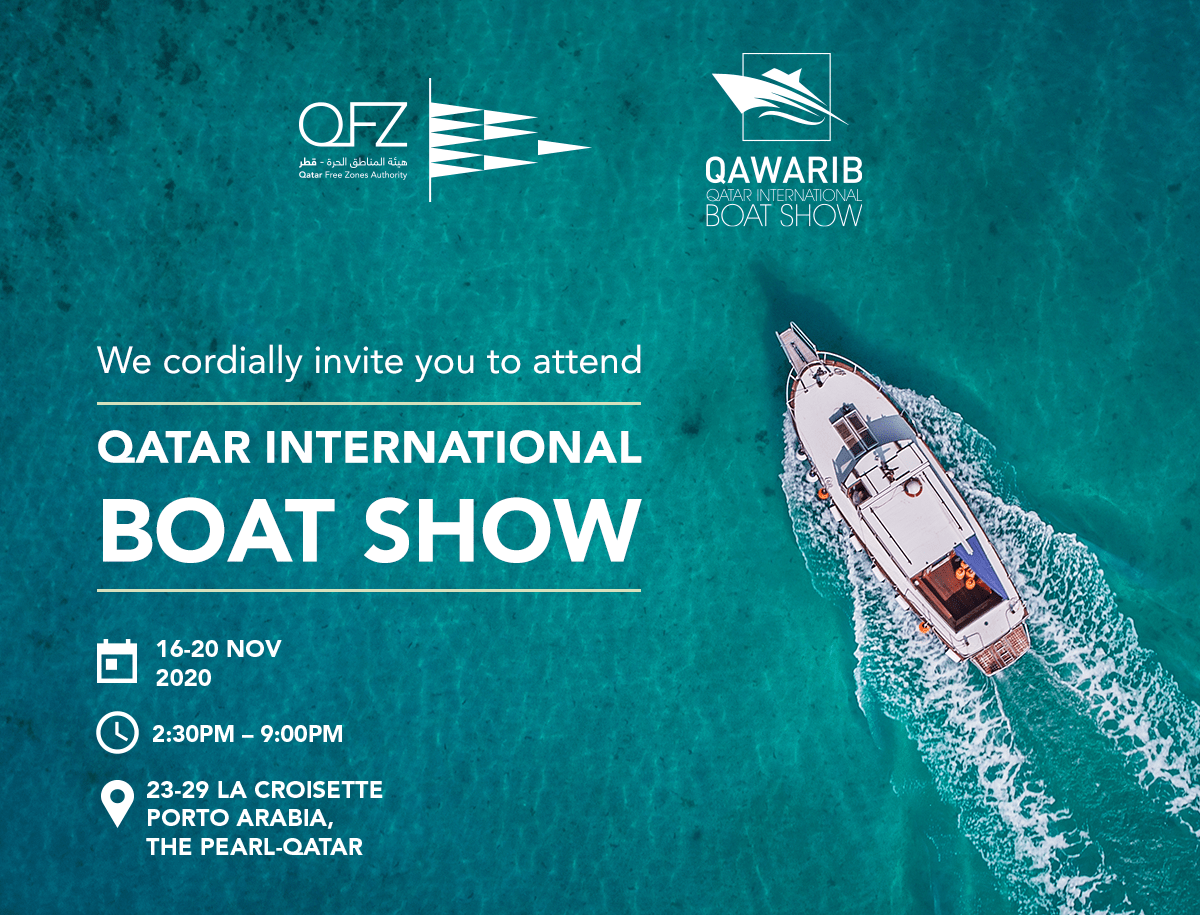 QFZ
هيئة المناطق الحرة - قطر
Qatar Free Zones Authority
QAWARIB
QATAR INTERNATIONAL
BOAT SHOW
We cordially invite you to attend
QATAR INTERNATIONAL
BOAT SHOW
16-20 NOV
2020
2:30PM – 9:00PM
23-29 LA CROISETTE
PORTO ARABIA,
THE PEARL-QATAR